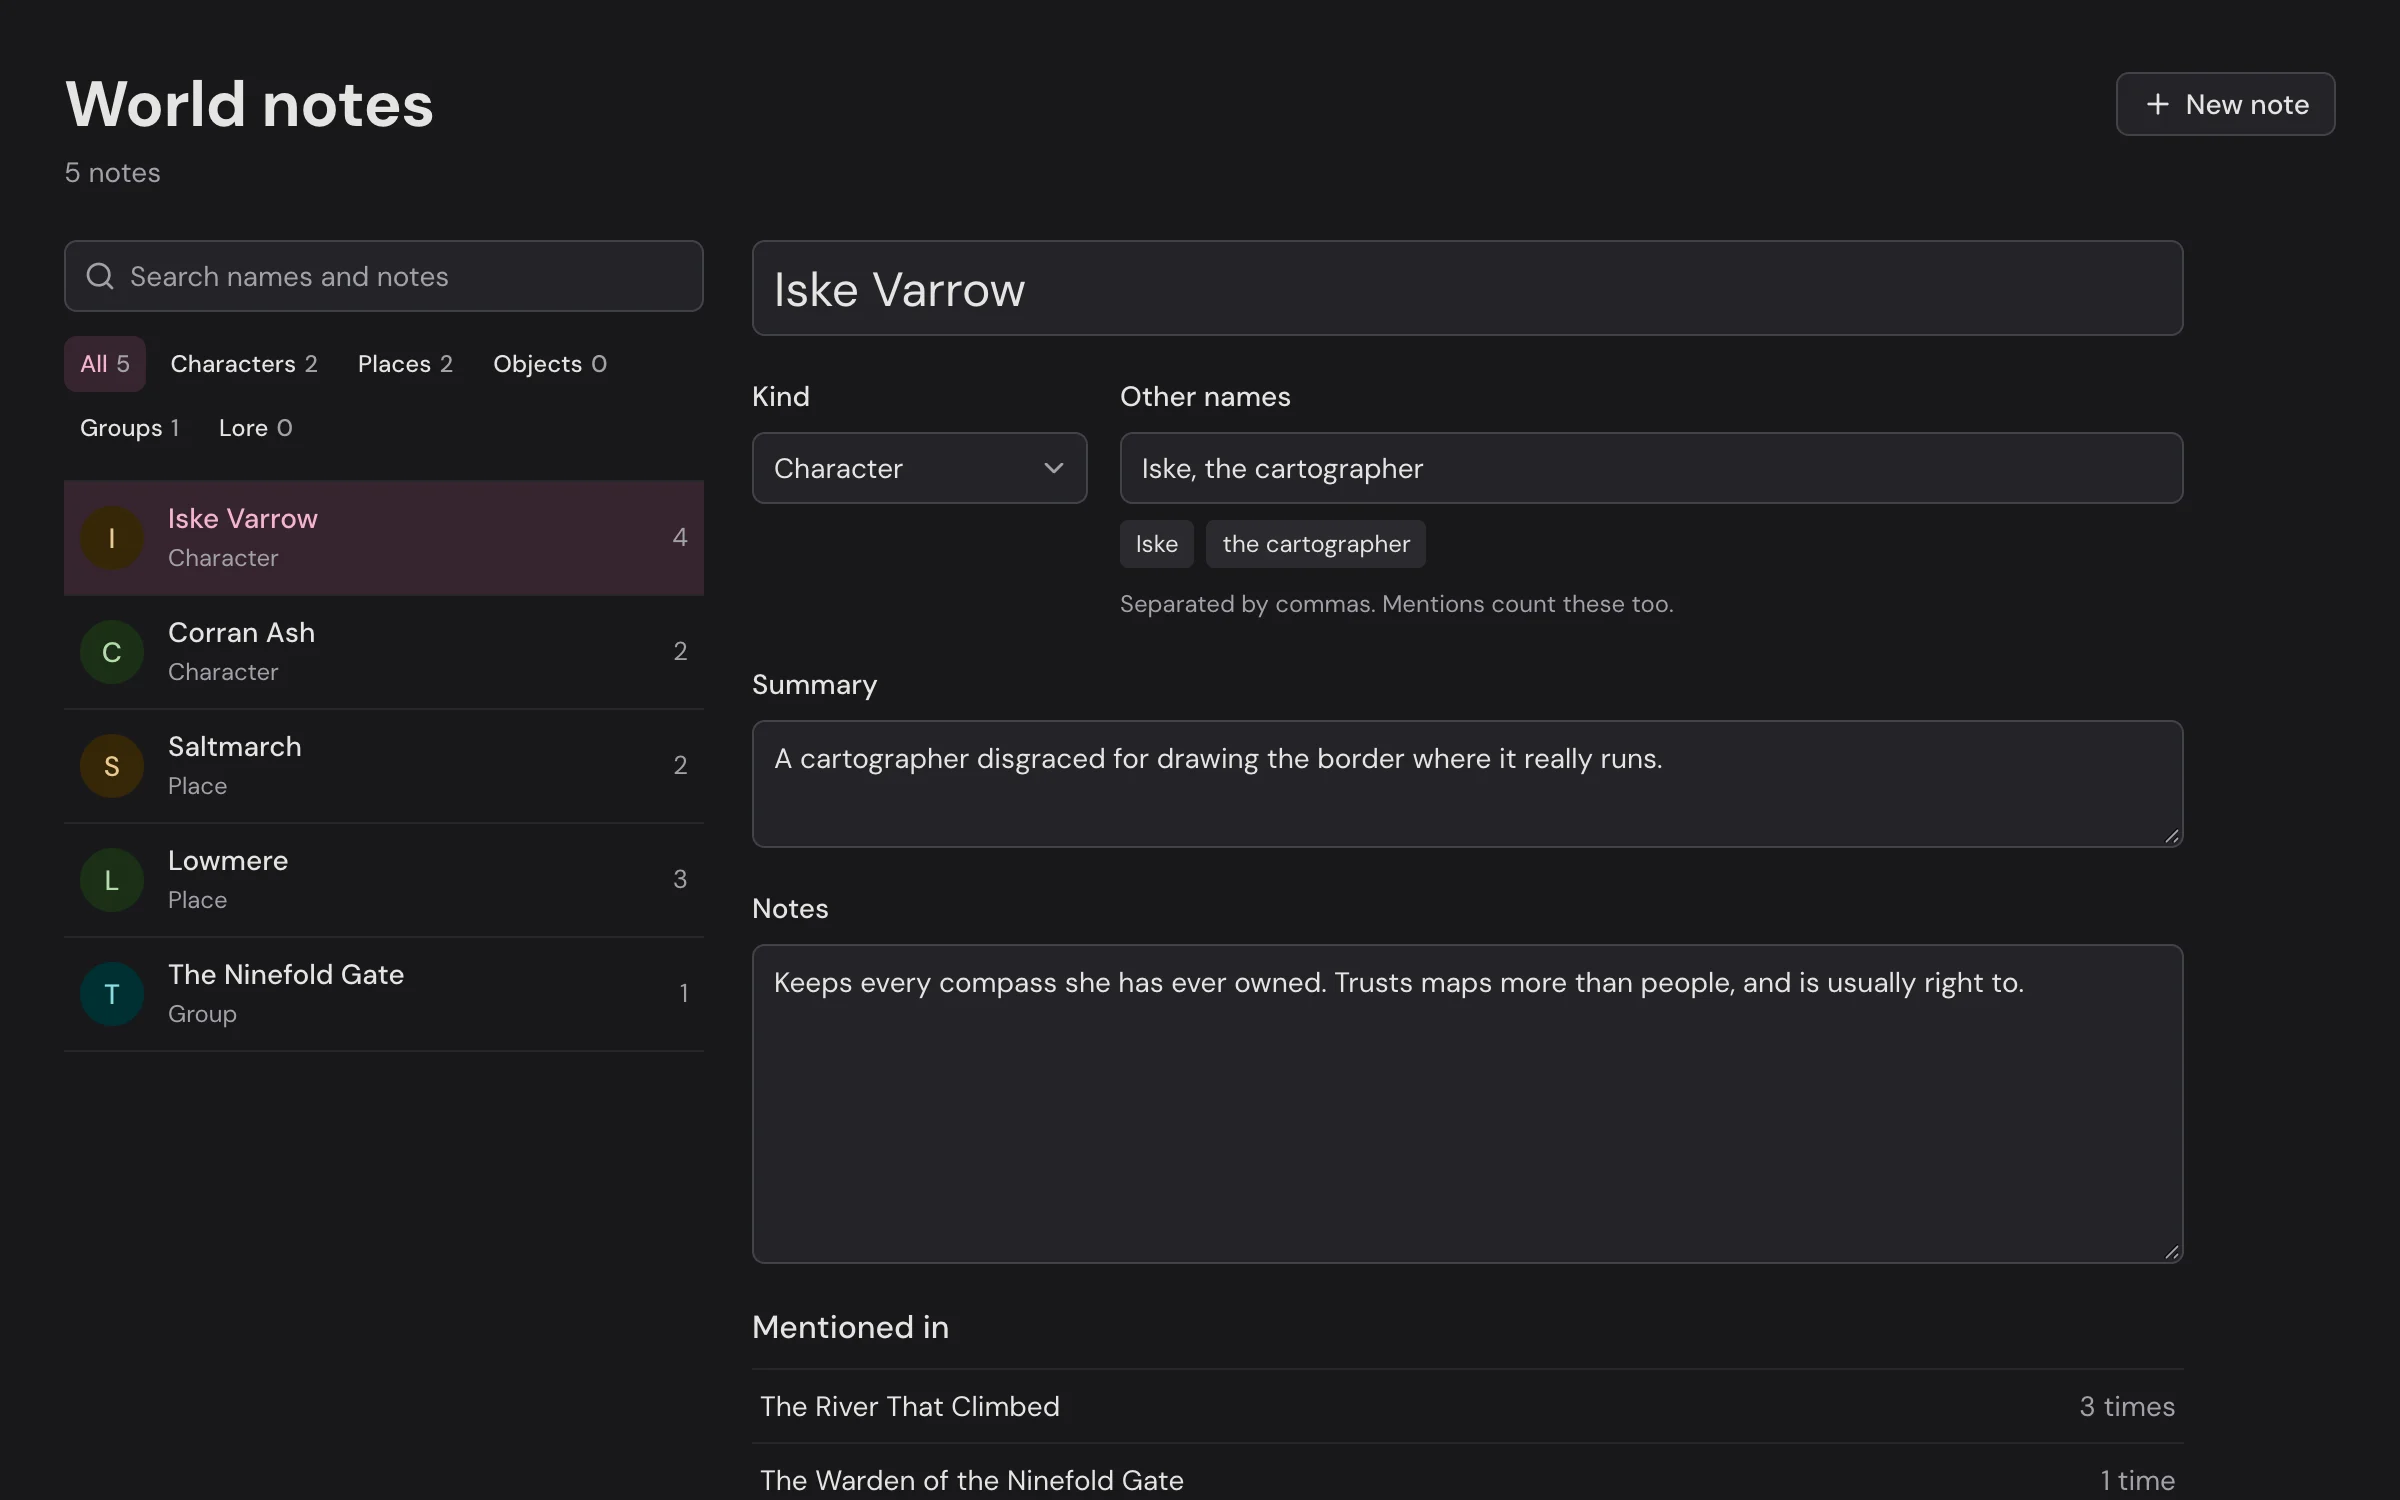 World notes
New note
5 notes
Search names and notes
All 5
Characters 2
Places 2
Objects 0
Groups 1
Lore 0
I
Iske Varrow
Character
4
C
Corran Ash
Character
2
S
Saltmarch
Place
2
L
Lowmere
Place
3
T
The Ninefold Gate
Group
1
Iske Varrow
Kind
Character
Other names
Iske, the cartographer
Iske
the cartographer
Separated by commas. Mentions count these too.
Summary
A cartographer disgraced for drawing the border where it really runs.
Notes
Keeps every compass she has ever owned. Trusts maps more than people, and is usually right to.
Mentioned in
The River That Climbed
3 times
The Warden of the Ninefold Gate
1 time